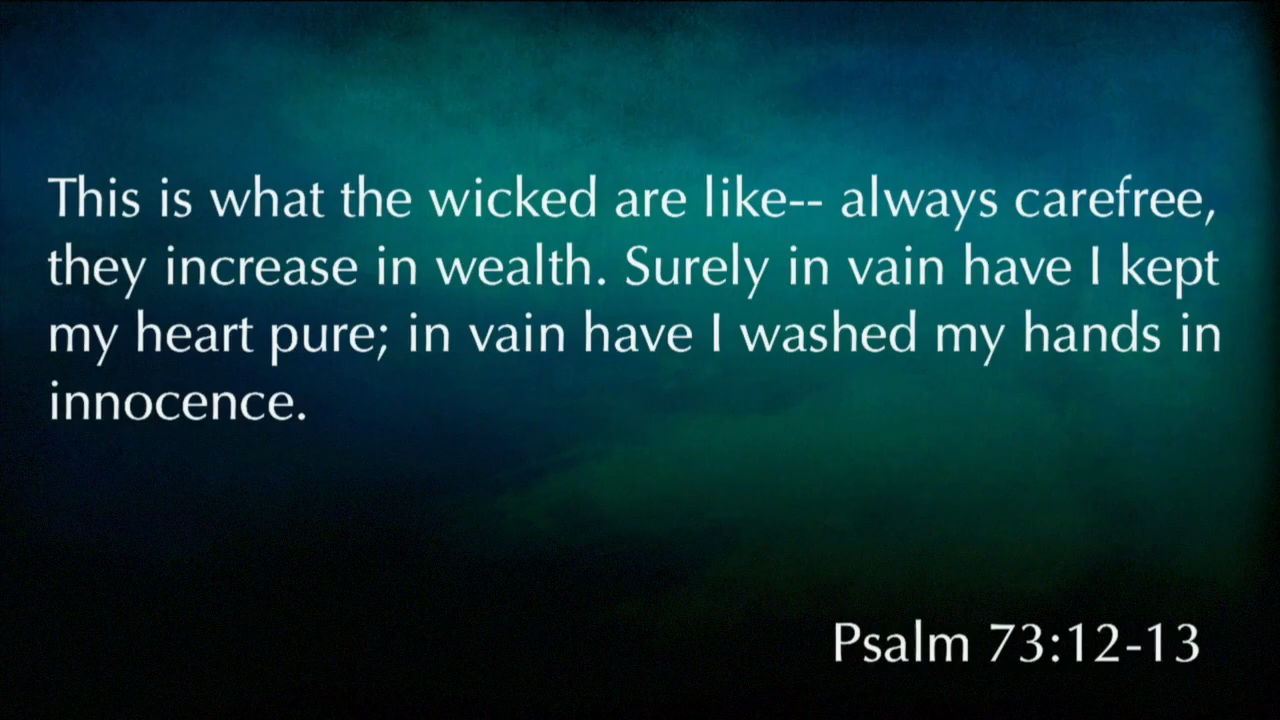 This is what the wicked are like-- always carefree,
they increase in wealth. Surely in vain have I kept
my heart pure; in vain have I washed my hands in
innocence.
Psalm 73:12-13